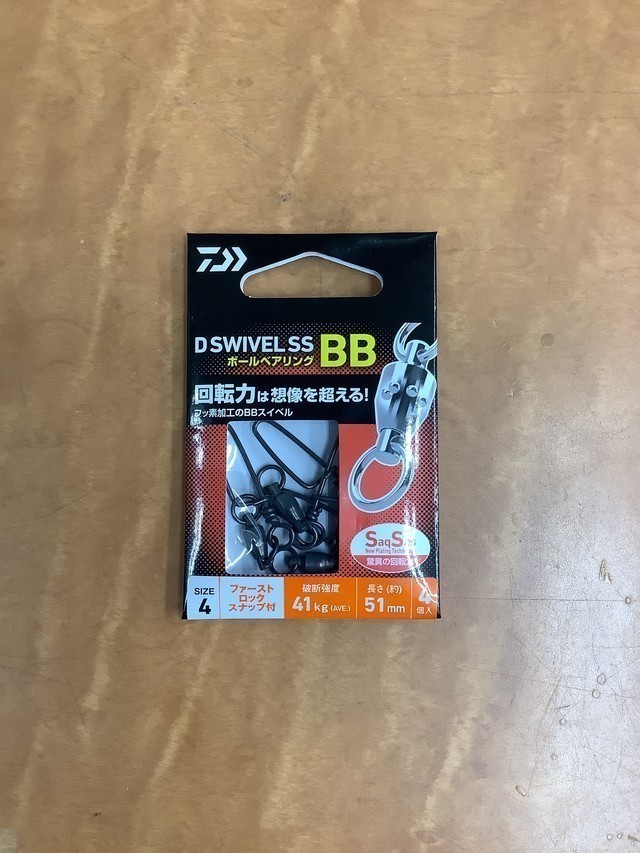 D SWIVEL SS
ボールベアリング BB
回転力は想像を超える!
フッ素加工のBBスイベル
SaqSas
New Plating Technology
驚異の回転力
SIZE
4
ファースト
ロック
スナップ付
破断強度
41kg (AVE.)
長さ(約)
51mm
4
個入